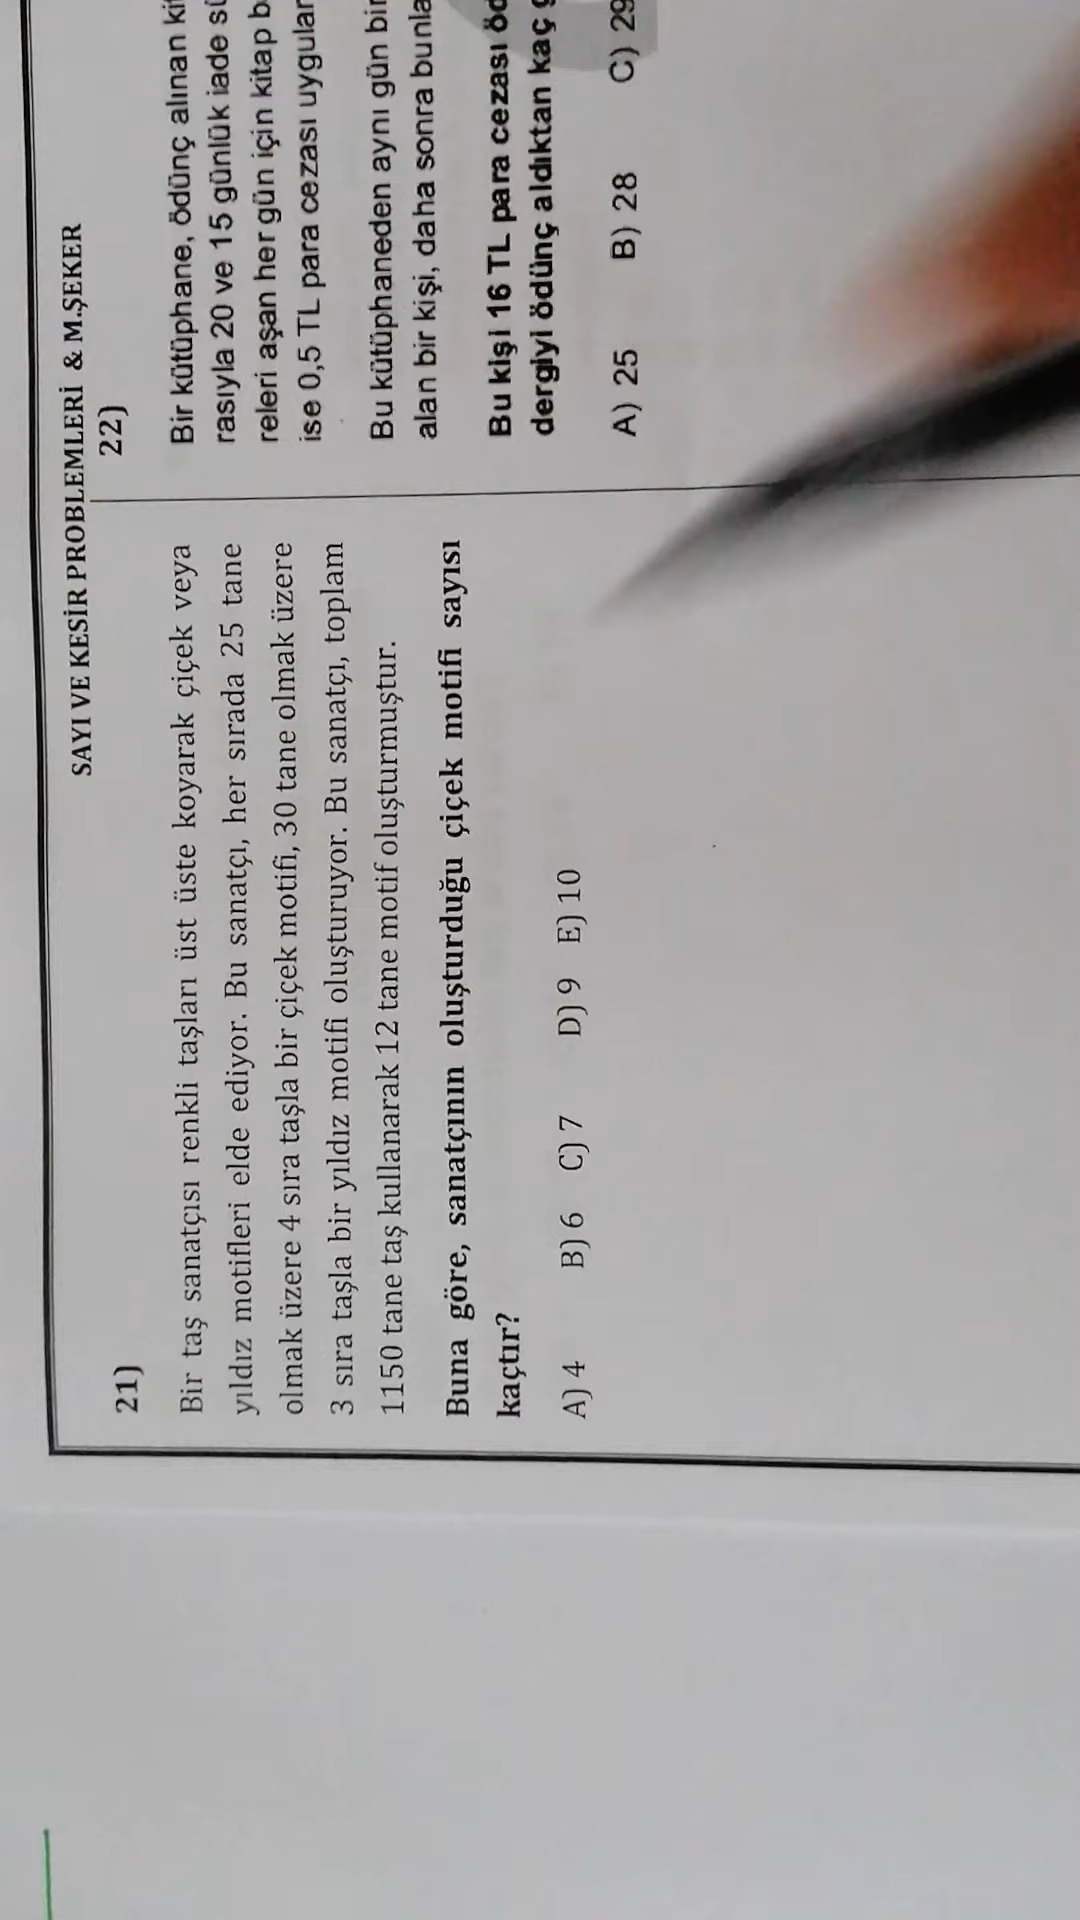 SAYI VE KESİR PROBLEMLERİ & M.ŞEKER
21)
Bir taş sanatçısı renkli taşları üst üste koyarak çiçek veya
yıldız motifleri elde ediyor. Bu sanatçı, her sırada 25 tane
olmak üzere 4 sıra taşla bir çiçek motifi, 30 tane olmak üzere
3 sıra taşla bir yıldız motifi oluşturuyor. Bu sanatçı, toplam
1150 tane taş kullanarak 12 tane motif oluşturmuştur.
Buna göre, sanatçının oluşturduğu çiçek motifi sayısı
kaçtır?
A) 4 B) 6 C) 7 D) 9 E) 10
22)
Bir kütüphane, ödünç alınan
rasıyla 20 ve 15 günlük iade
releri aşan her gün için kitap
ise 0,5 TL para cezası
Bu kütüphaneden aynı gün
alan bir kişi, daha sonra
Bu kişi 16 TL para cezası
dergiyi ödünç aldıktan kaç
A) 25 B) 28 C) 29